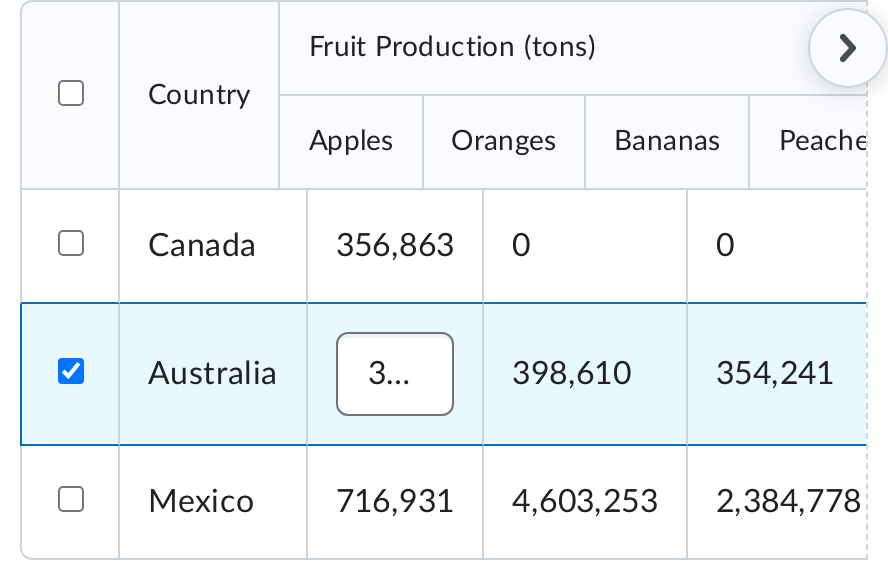 Fruit Production (tons)
Country
Apples Oranges Bananas Peache
Canada 356,863 0 0
Australia 3... 398,610 354,241
Mexico 716,931 4,603,253 2,384,778